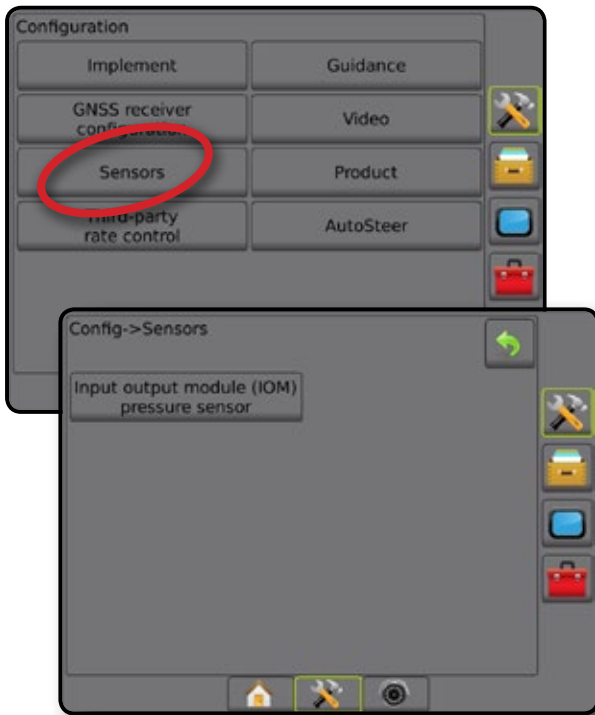 Configuration
Implement
Guidance
GNSS receiver
configuration
Video
Sensors
Product
Third-party
rate control
AutoSteer
Config->Sensors
Input output module (IOM)
pressure sensor